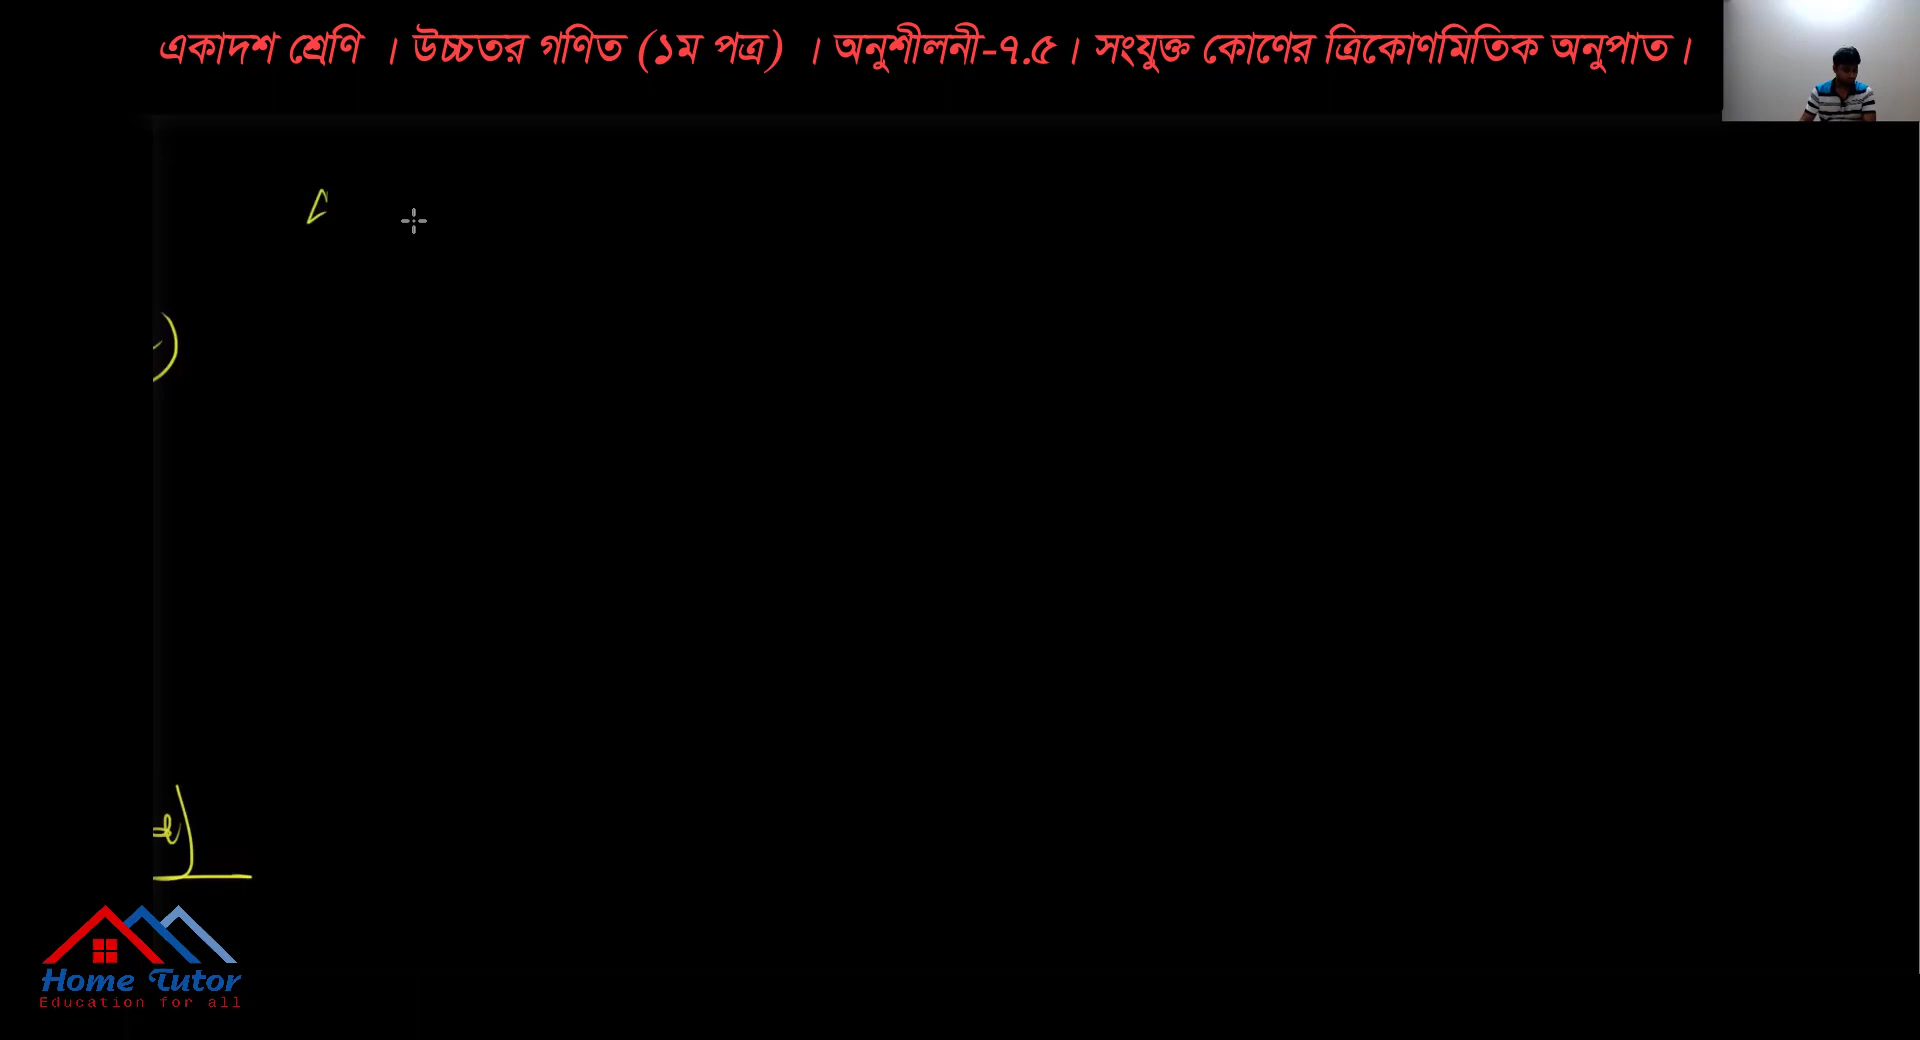 একাদশ শ্রেণি । উচ্চতর গণিত (১ম পত্র) । অনুশীলনী-৭.৫। সংযুক্ত কোণের ত্রিকোণমিতিক অনুপাত।
Home Tutor
Education for all